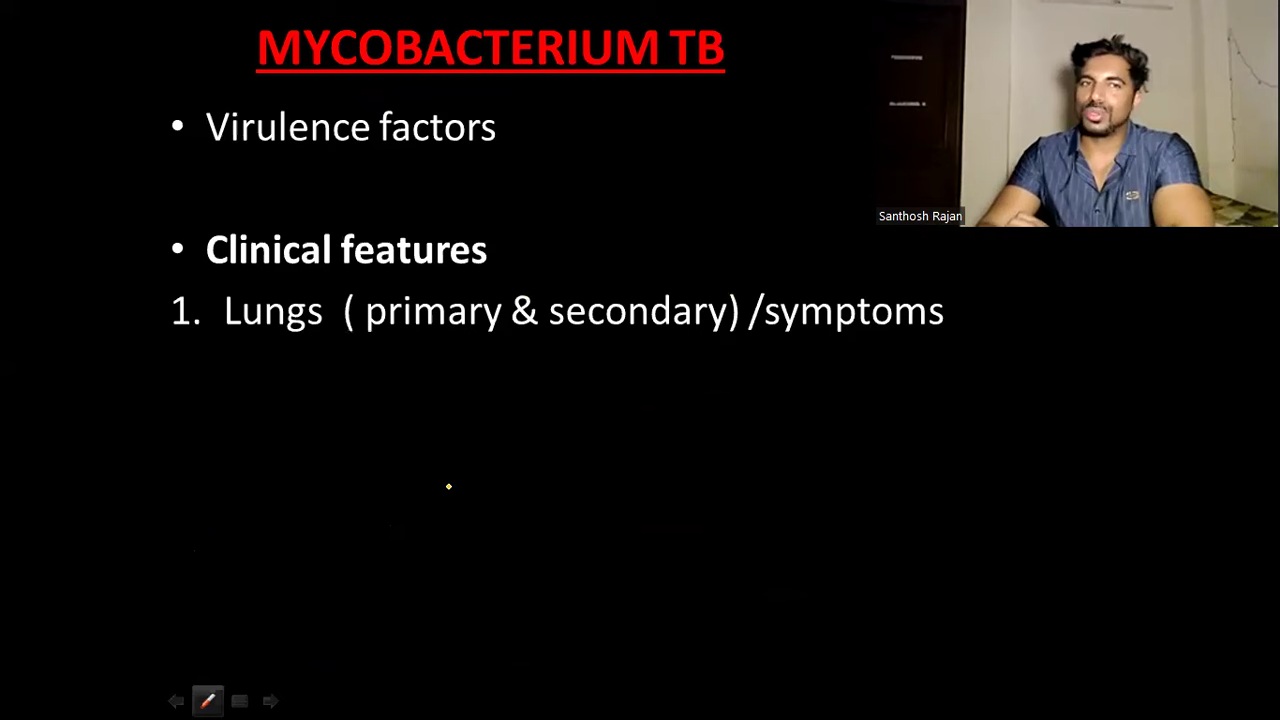 MYCOBACTERIUM TB
• Virulence factors
Santhosh Rajan
• Clinical features
1. Lungs ( primary & secondary) /symptoms